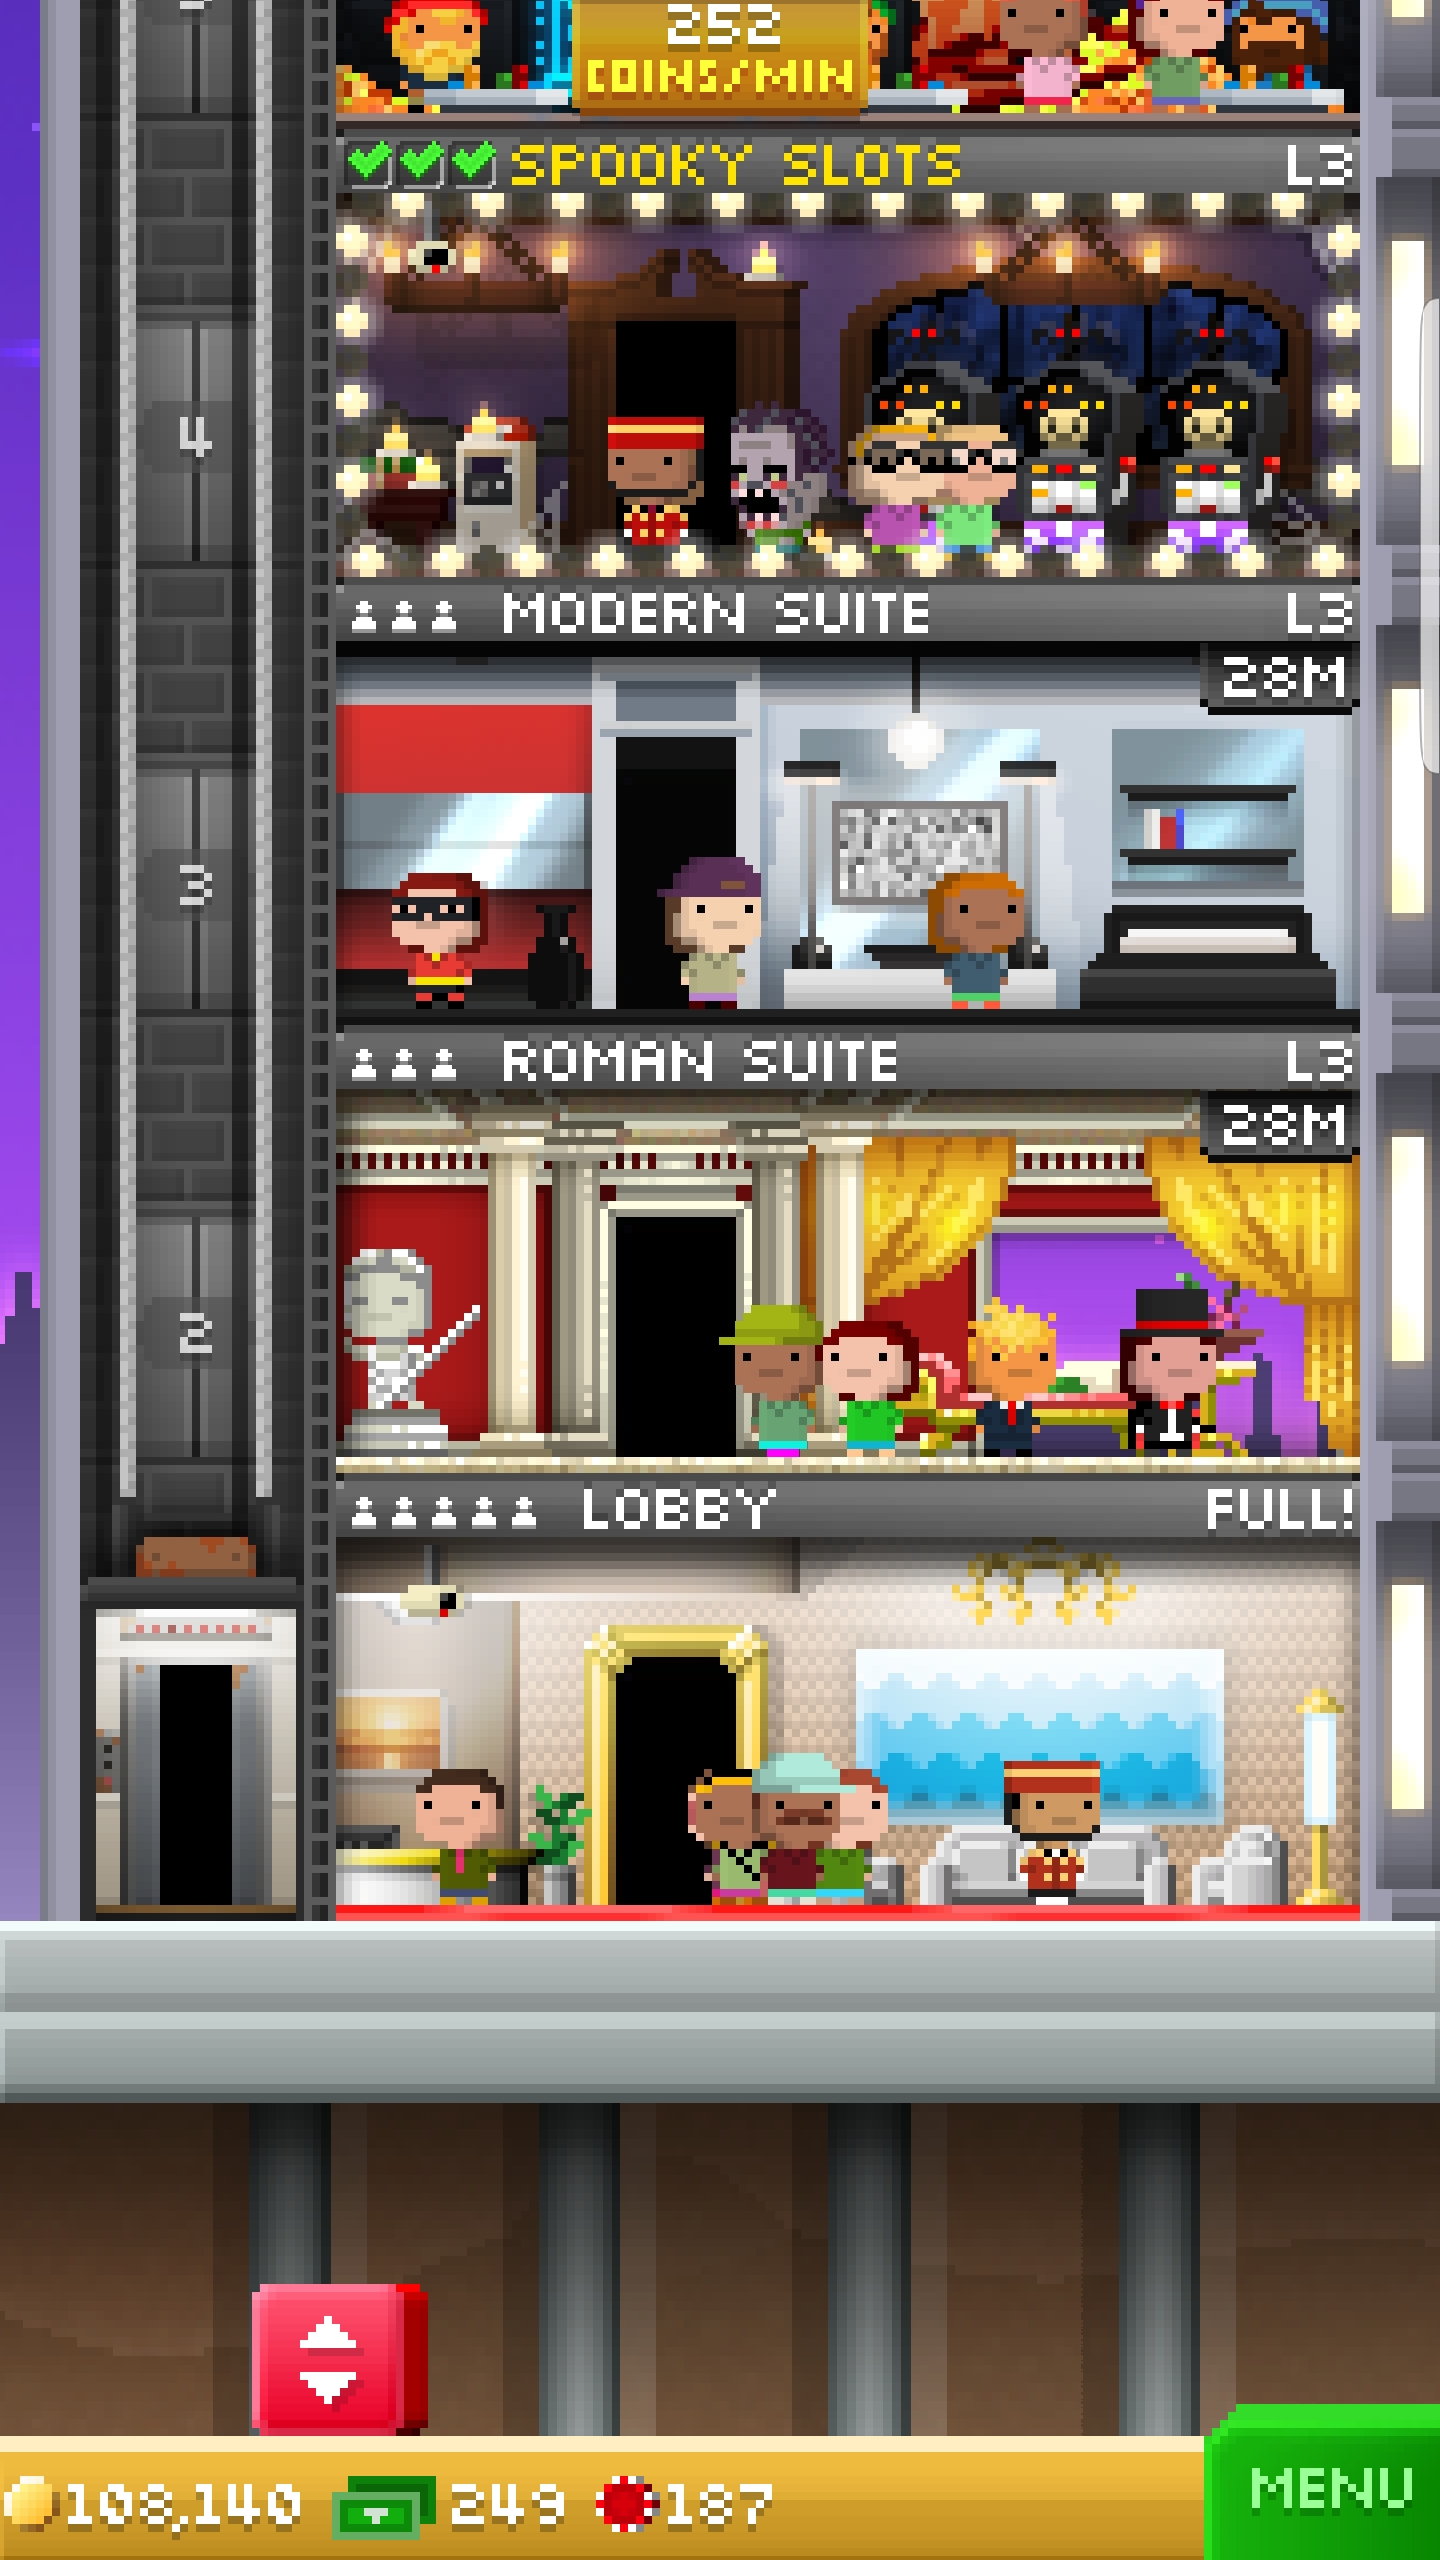 252
COINS/MIN
SPOOKY SLOTS L3
4
MODERN SUITE L3
28M
3
ROMAN SUITE L3
28M
2
LOBBY FULL!
108,140 249 187
MENU